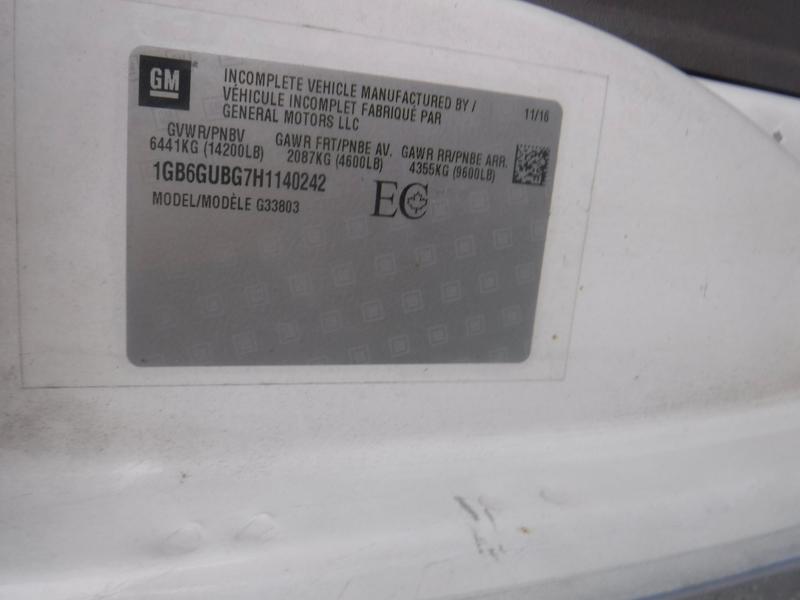 GM
INCOMPLETE VEHICLE MANUFACTURED BY /
VÉHICULE INCOMPLET FABRIQUÉ PAR
GENERAL MOTORS LLC
11/16
GVWR/PNBV GAWR FRT/PNBE AV. GAWR RR/PNBE ARR.
6441KG (14200LB) 2087KG (4600LB) 4355KG (9600LB)
1GB6GUBG7H1140242
MODEL/MODÈLE G33803
EC